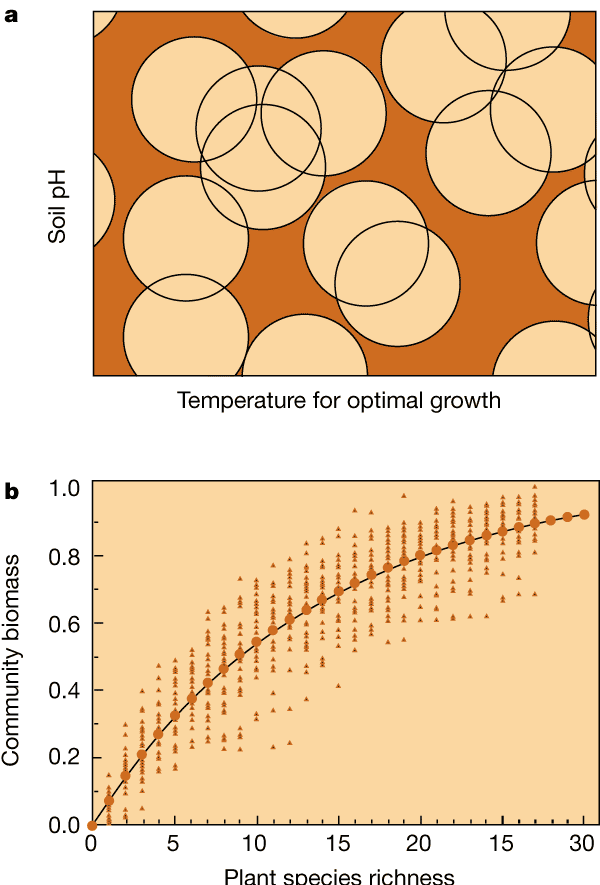 a
Soil pH
Temperature for optimal growth
b
Community biomass
1.0
0.8
0.6
0.4
0.2
0.0
0 5 10 15 20 15 30
Plant species richness